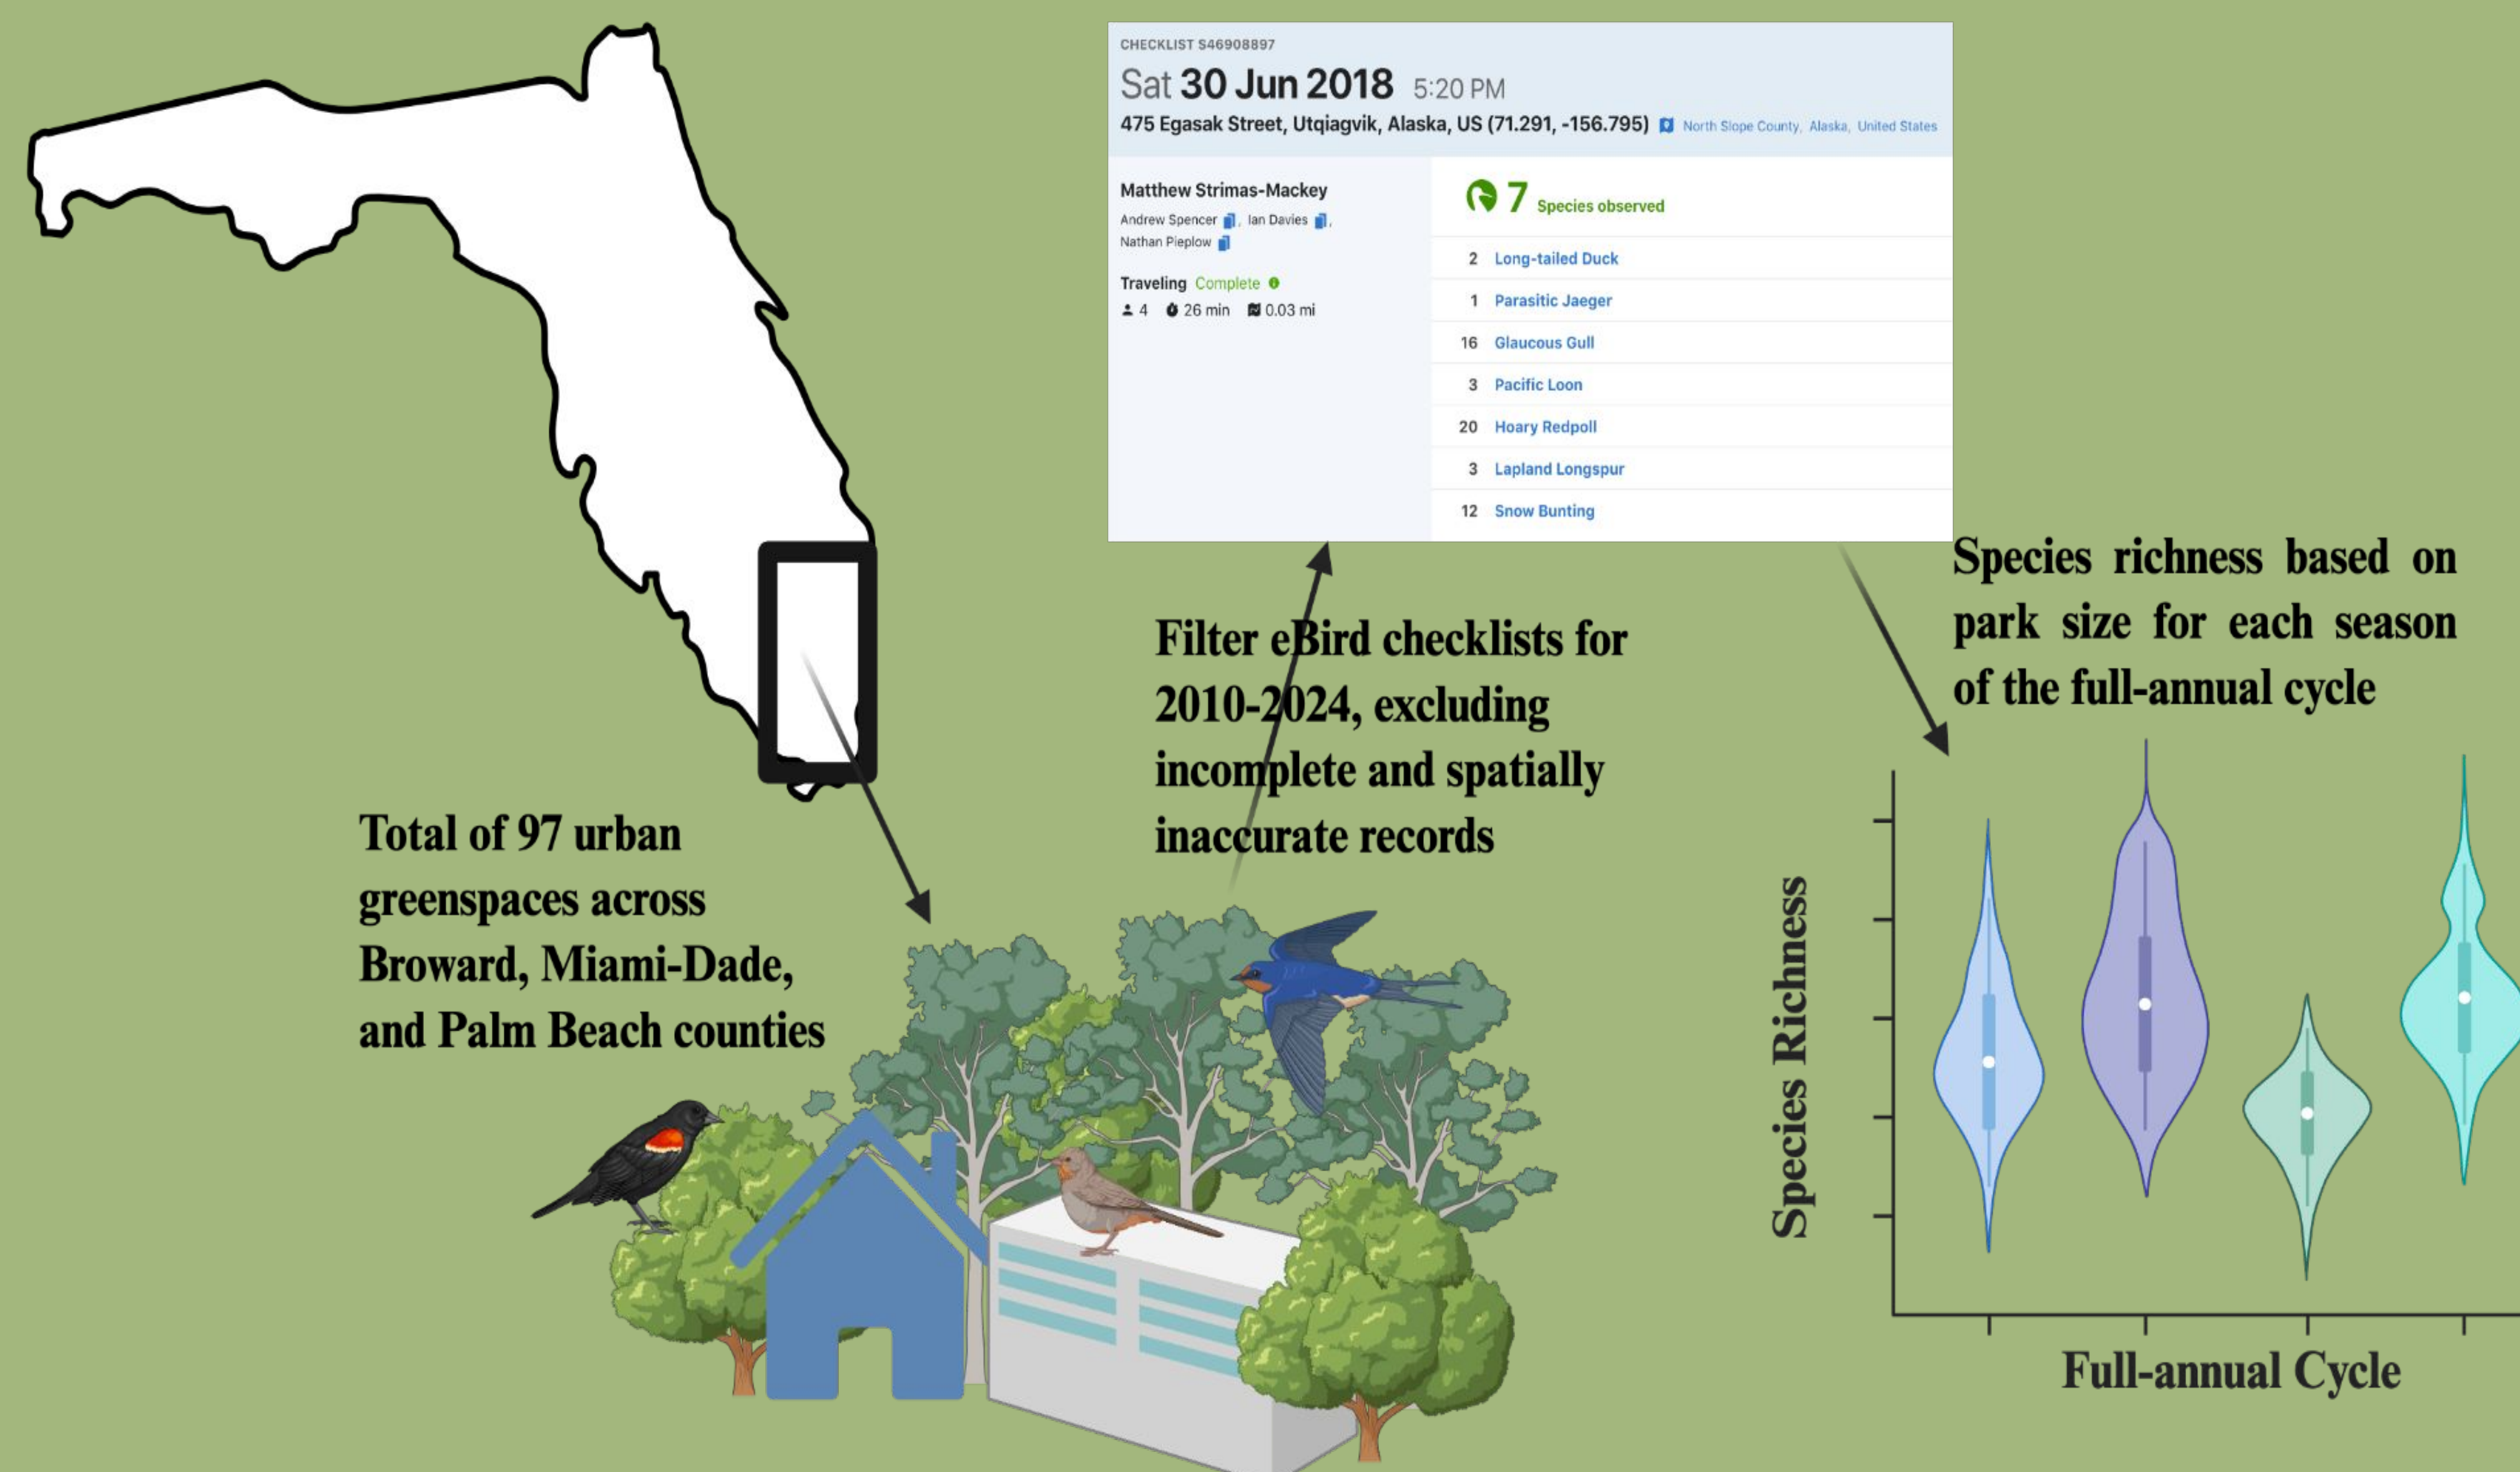 CHECKLIST S46908897
Sat 30 Jun 2018 5:20 PM
475 Egasak Street, Utqiagvik, Alaska, US (71.291, -156.795) North Slope County, Alaska, United States
Matthew Strimas-Mackey
Andrew Spencer, Ian Davies,
Nathan Pieplow
Traveling Complete
4 26 min 0.03 mi
7 Species observed
2 Long-tailed Duck
1 Parasitic Jaeger
16 Glaucous Gull
3 Pacific Loon
20 Hoary Redpoll
3 Lapland Longspur
12 Snow Bunting
Total of 97 urban
greenspaces across
Broward, Miami-Dade,
and Palm Beach counties
Filter eBird checklists for
2010-2024, excluding
incomplete and spatially
inaccurate records
Species richness based on
park size for each season
of the full-annual cycle
Species Richness
Full-annual Cycle